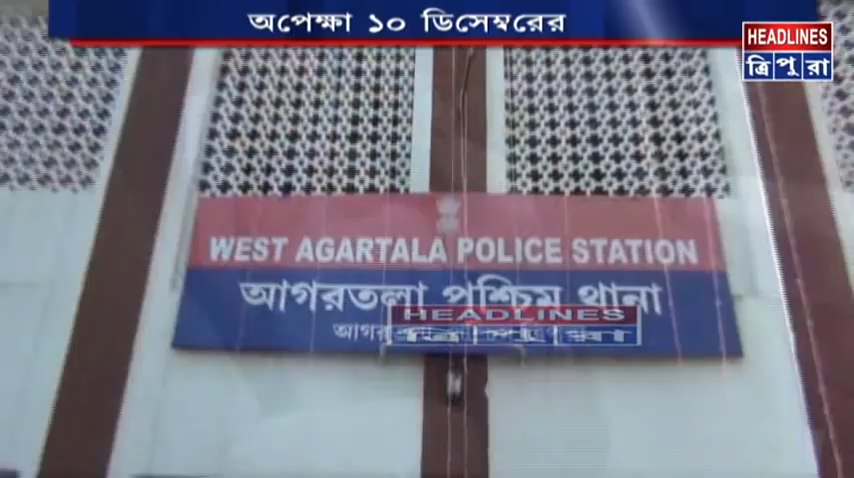 অপেক্ষা ১০ ডিসেম্বরের
HEADLINES
ত্রিপুরা
WEST AGARTALA POLICE STATION
আগরতলা পশ্চিম থানা
HEADLINES
ত্রিপুরা